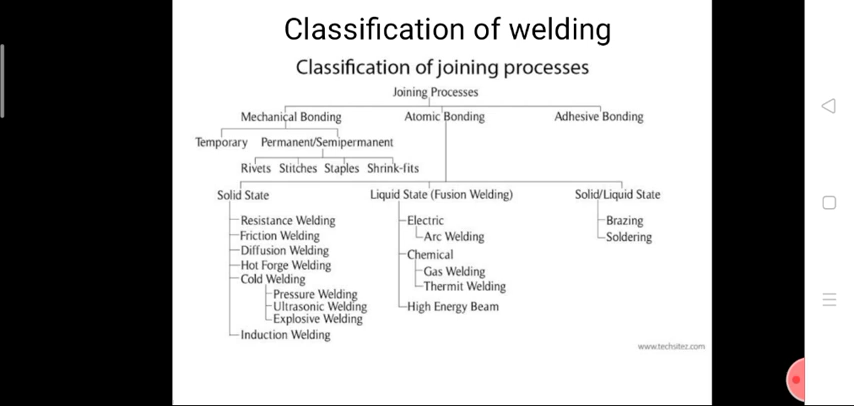 Classification of welding
Classification of joining processes
Joining Processes
Mechanical Bonding Atomic Bonding Adhesive Bonding
Temporary Permanent/Semipermanent
Rivets Stitches Staples Shrink-fits
Solid State Liquid State (Fusion Welding) Solid/Liquid State
Resistance Welding Electric Brazing
Friction Welding Arc Welding Soldering
Diffusion Welding Chemical
Hot Forge Welding Gas Welding
Cold Welding Thermit Welding
Pressure Welding
Ultrasonic Welding High Energy Beam
Explosive Welding
Induction Welding
www.techsitez.com